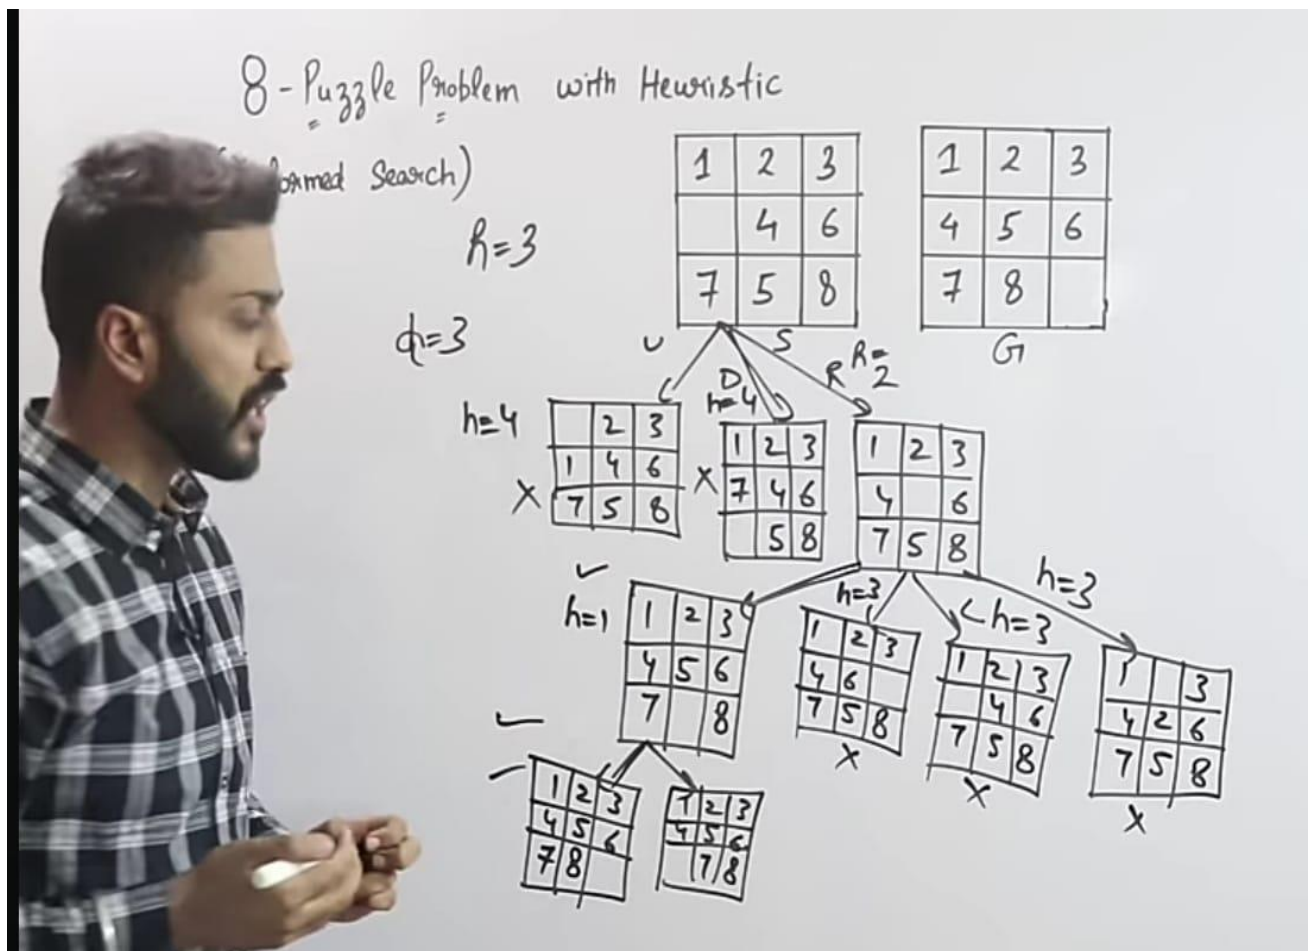 8-Puzzle Problem with Heuristic
ormed Search)
1 2 3
4 6
7 5 8
S
1 2 3
4 5 6
7 8
G
h=3
h=3
U
D
h=4
R h=2
h=4
2 3
1 4 6
7 5 8
X
1 2 3
7 4 6
5 8
X
1 2 3
4 6
7 5 8
h=1
1 2 3
4 5 6
7 8
h=3
1 2 3
4 6
7 5 8
X
h=3
1 2 3
4 6
7 5 8
X
h=3
1 3
4 2 6
7 5 8
X
1 2 3
4 5 6
7 8
1 2 3
4 5 6
7 8